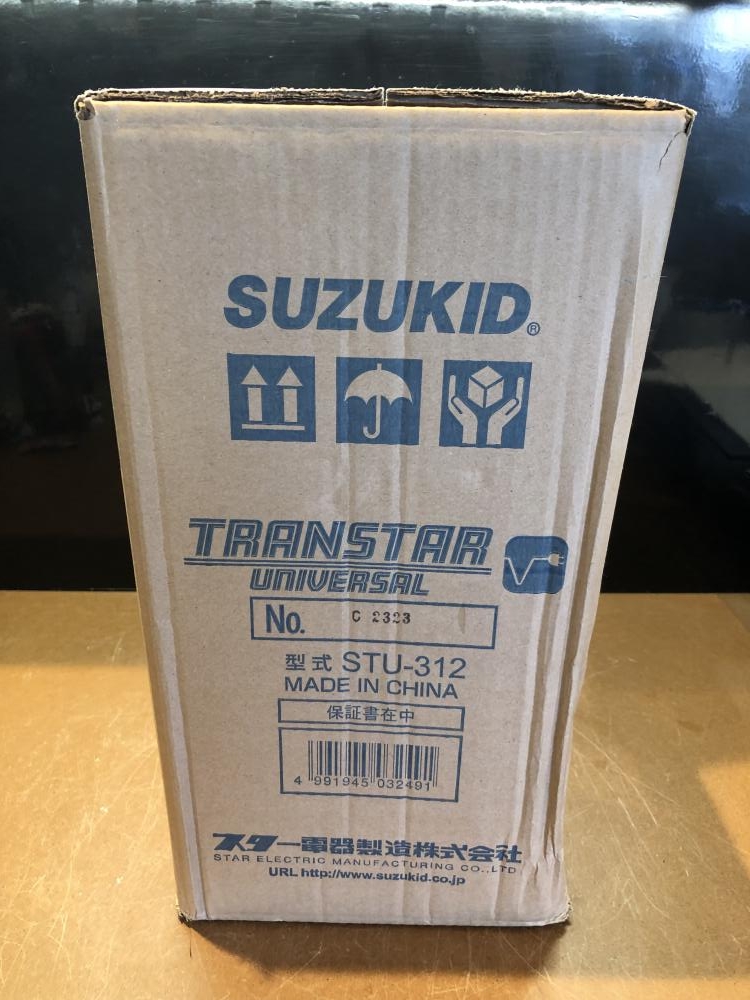 SUZUKID®
TRANSTAR
UNIVERSAL
No. C 2323
型式 STU-312
MADE IN CHINA
保証書在中
4 991945 032491
スター電器製造株式会社
STAR ELECTRIC MANUFACTURING CO.,LTD
URL http://www.suzukid.co.jp